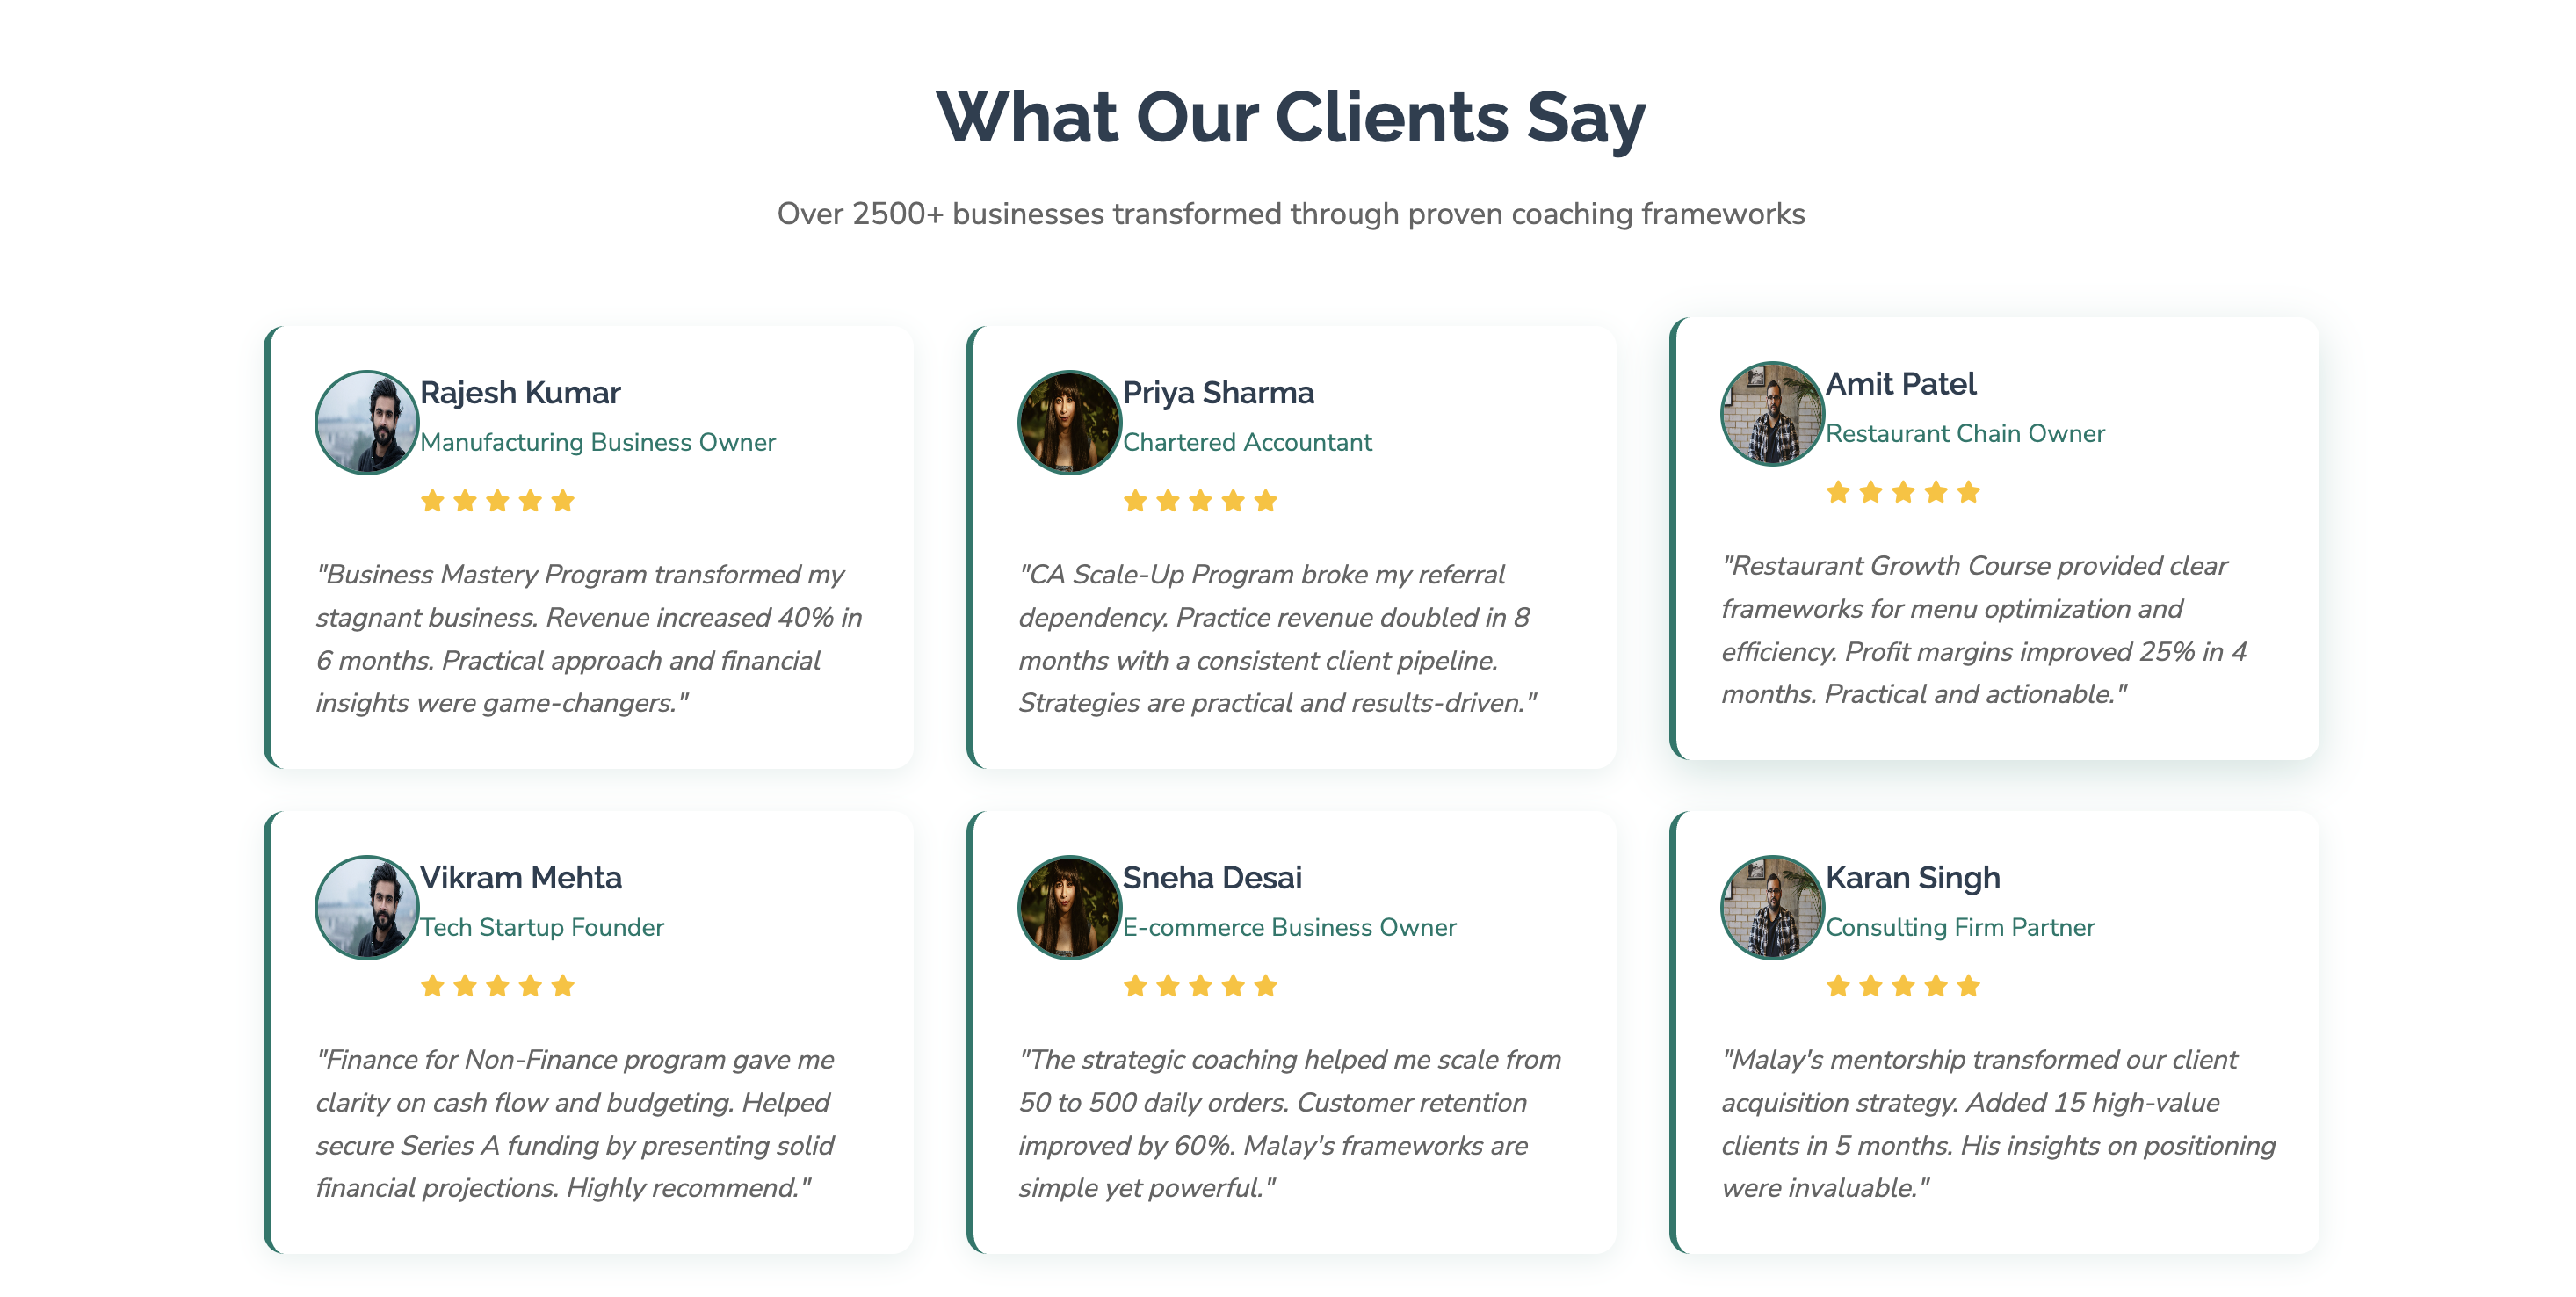 What Our Clients Say
Over 2500+ businesses transformed through proven coaching frameworks
Rajesh Kumar
Manufacturing Business Owner
"Business Mastery Program transformed my
stagnant business. Revenue increased 40% in
6 months. Practical approach and financial
insights were game-changers."
Priya Sharma
Chartered Accountant
"CA Scale-Up Program broke my referral
dependency. Practice revenue doubled in 8
months with a consistent client pipeline.
Strategies are practical and results-driven."
Amit Patel
Restaurant Chain Owner
"Restaurant Growth Course provided clear
frameworks for menu optimization and
efficiency. Profit margins improved 25% in 4
months. Practical and actionable."
Vikram Mehta
Tech Startup Founder
"Finance for Non-Finance program gave me
clarity on cash flow and budgeting. Helped
secure Series A funding by presenting solid
financial projections. Highly recommend."
Sneha Desai
E-commerce Business Owner
"The strategic coaching helped me scale from
50 to 500 daily orders. Customer retention
improved by 60%. Malay's frameworks are
simple yet powerful."
Karan Singh
Consulting Firm Partner
"Malay's mentorship transformed our client
acquisition strategy. Added 15 high-value
clients in 5 months. His insights on positioning
were invaluable."